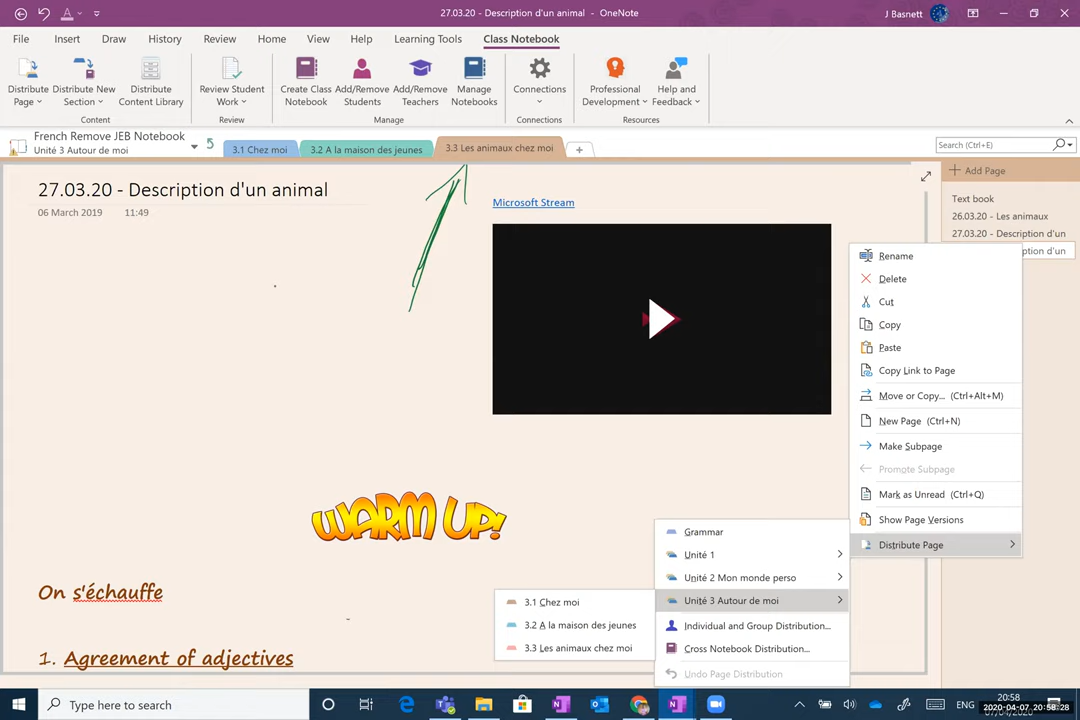 27.03.20 - Description d'un animal - OneNote
J Basnett
File Insert Draw History Review Home View Help Learning Tools Class Notebook
Distribute Page
Distribute New Section
Distribute Content Library
Review Student Work
Create Class Notebook
Add/Remove Students
Add/Remove Teachers
Manage Notebooks
Connections
Professional Development
Help and Feedback
Content
Review
Manage
Connections
Resources
French Remove JEB Notebook
Unité 3 Autour de moi
3.1 Chez moi
3.2 A la maison des jeunes
3.3 Les animaux chez moi
Search (Ctrl+E)
27.03.20 - Description d'un animal
06 March 2019 11:49
Microsoft Stream
Add Page
Text book
26.03.20 - Les animaux
27.03.20 - Description d'un
ption d'un
Rename
Delete
Cut
Copy
Paste
Copy Link to Page
Move or Copy... (Ctrl+Alt+M)
New Page (Ctrl+N)
Make Subpage
Promote Subpage
Mark as Unread (Ctrl+Q)
Show Page Versions
Distribute Page
Grammar
Unité 1
Unité 2 Mon monde perso
Unité 3 Autour de moi
Individual and Group Distribution...
Cross Notebook Distribution...
Undo Page Distribution
3.1 Chez moi
3.2 A la maison des jeunes
3.3 Les animaux chez moi
WARM UP!
On s'échauffe
1. Agreement of adjectives
Type here to search
ENG
20:58
2020-04-07 20:58:28